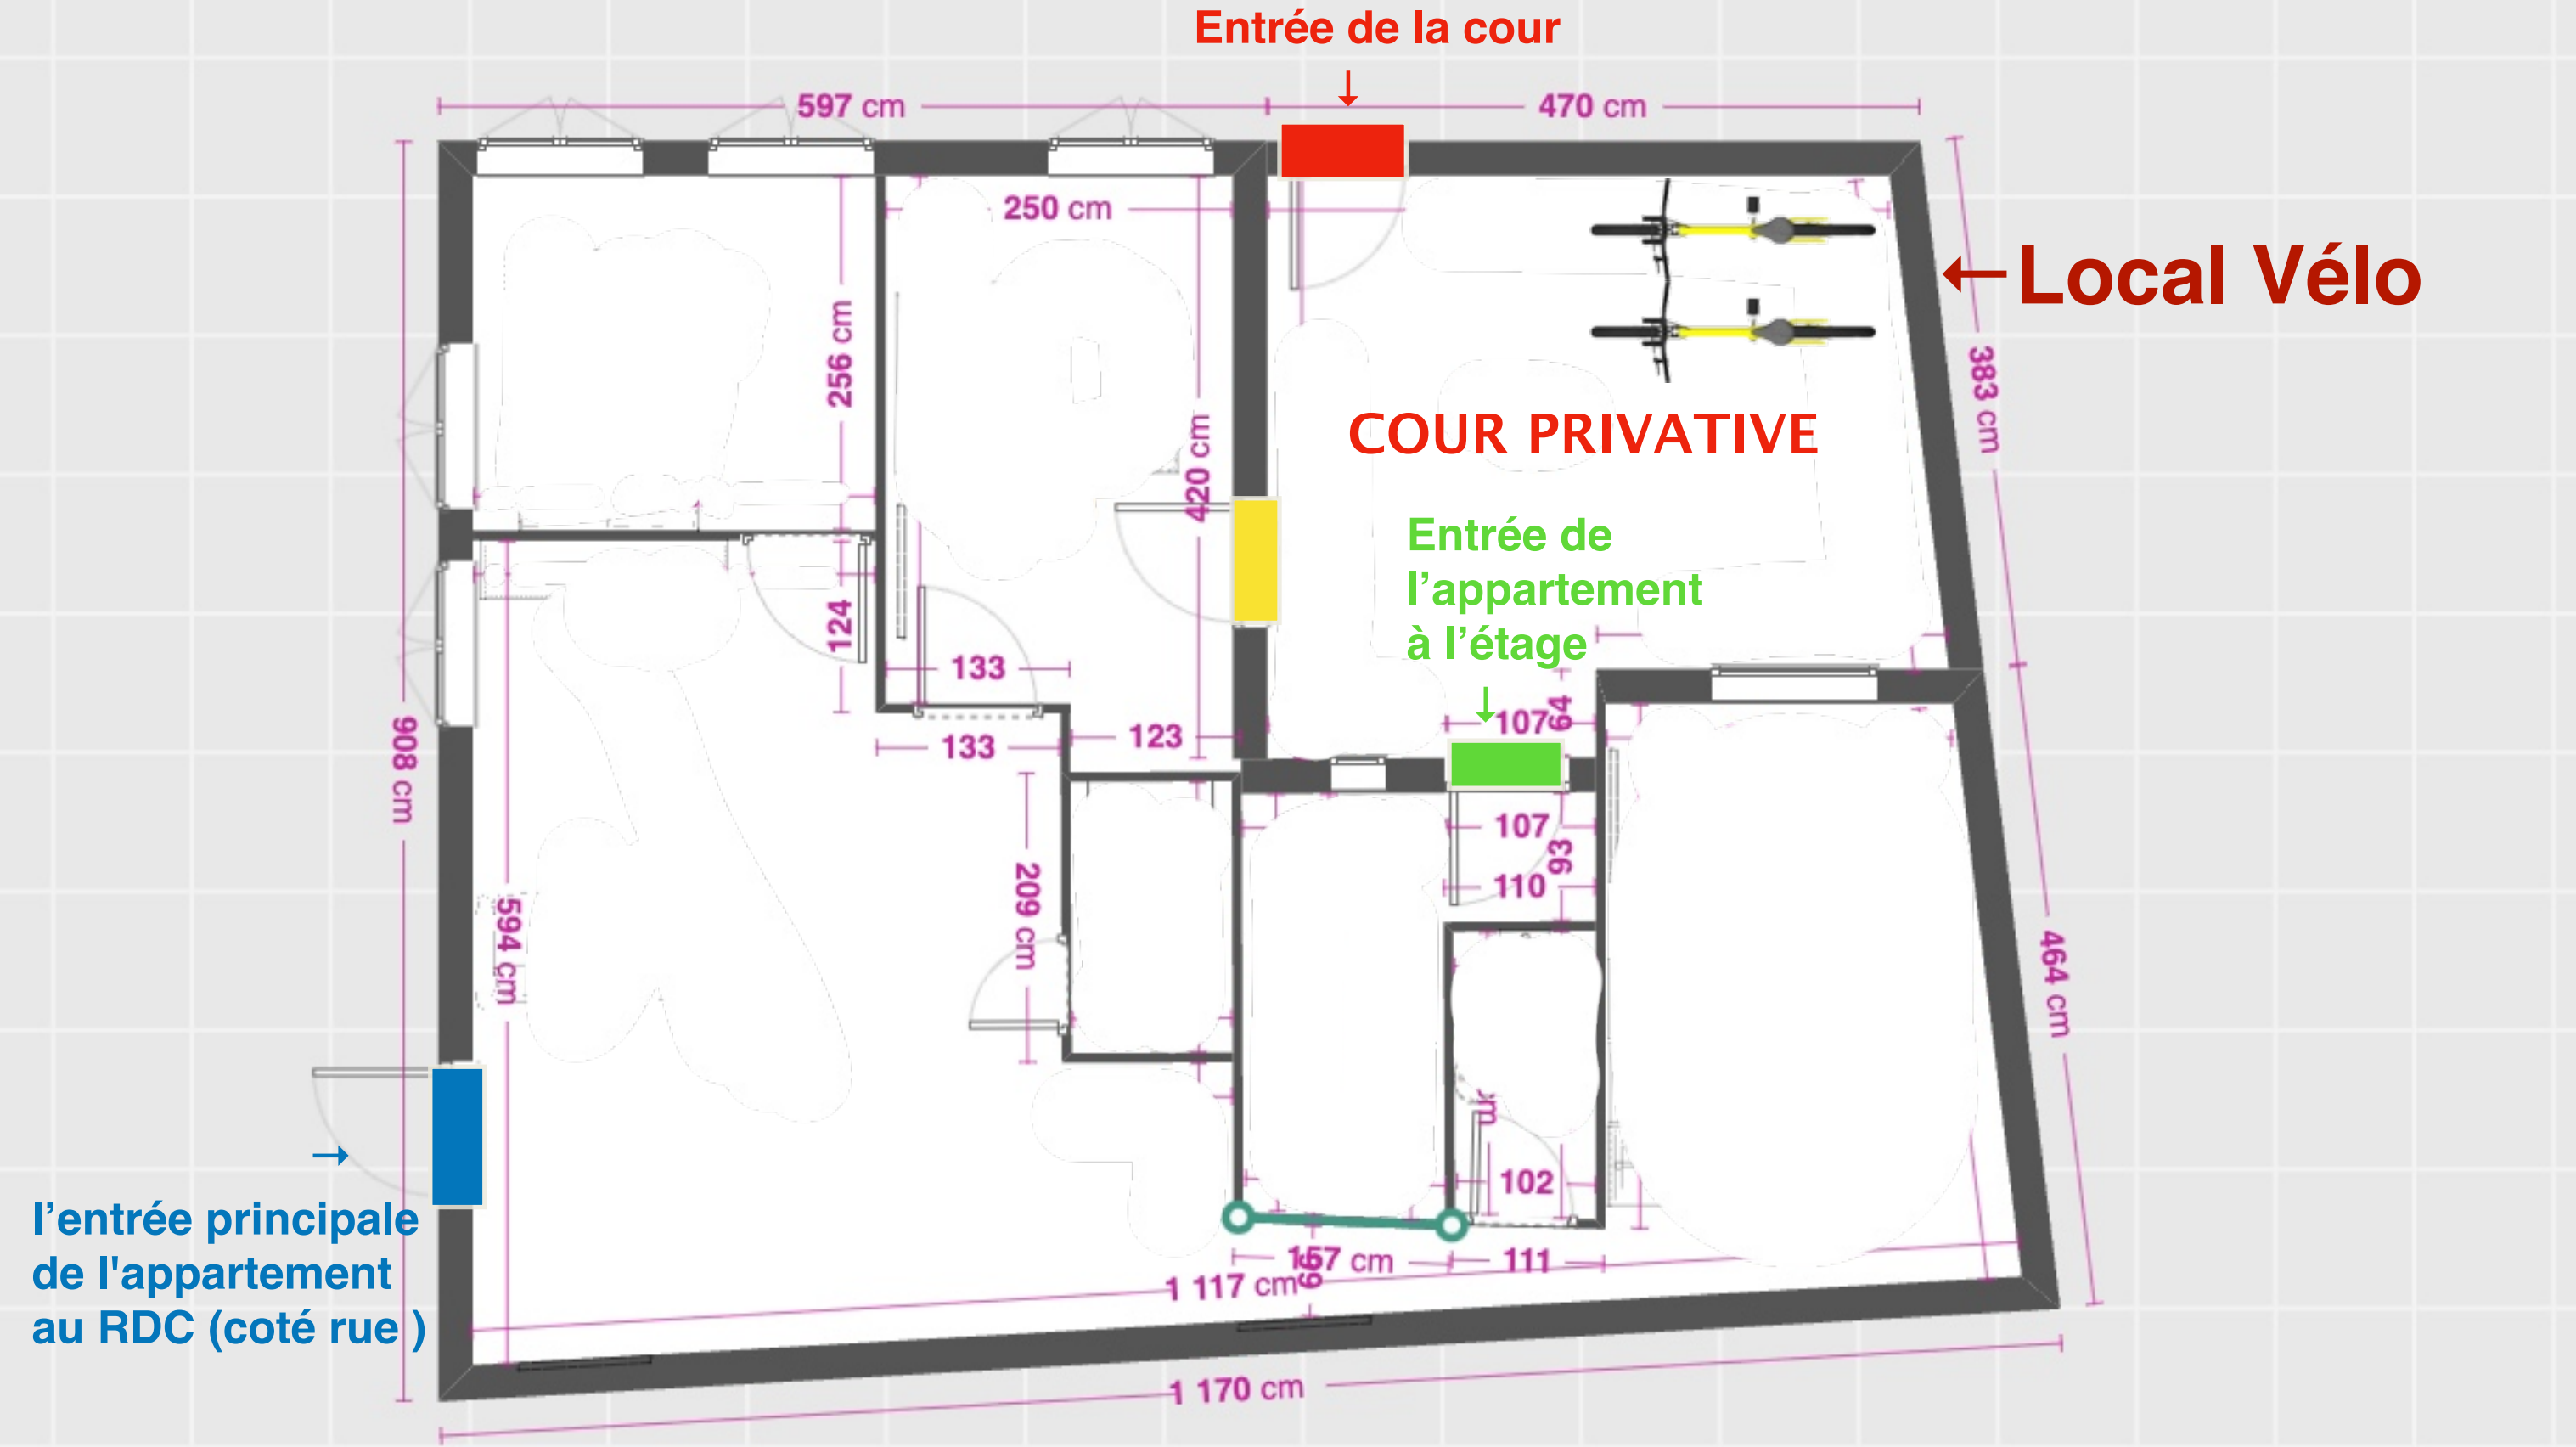 Entrée de la cour
↓
597 cm
470 cm
250 cm
← Local Vélo
256 cm
420 cm
383 cm
COUR PRIVATIVE
Entrée de
l'appartement
à l'étage
↓
124
133
133
123
107
64
908 cm
107
93
110
209 cm
594 cm
464 cm
→
l'entrée principale
de l'appartement
au RDC (coté rue )
102
157 cm
111
1 117 cm
1 170 cm